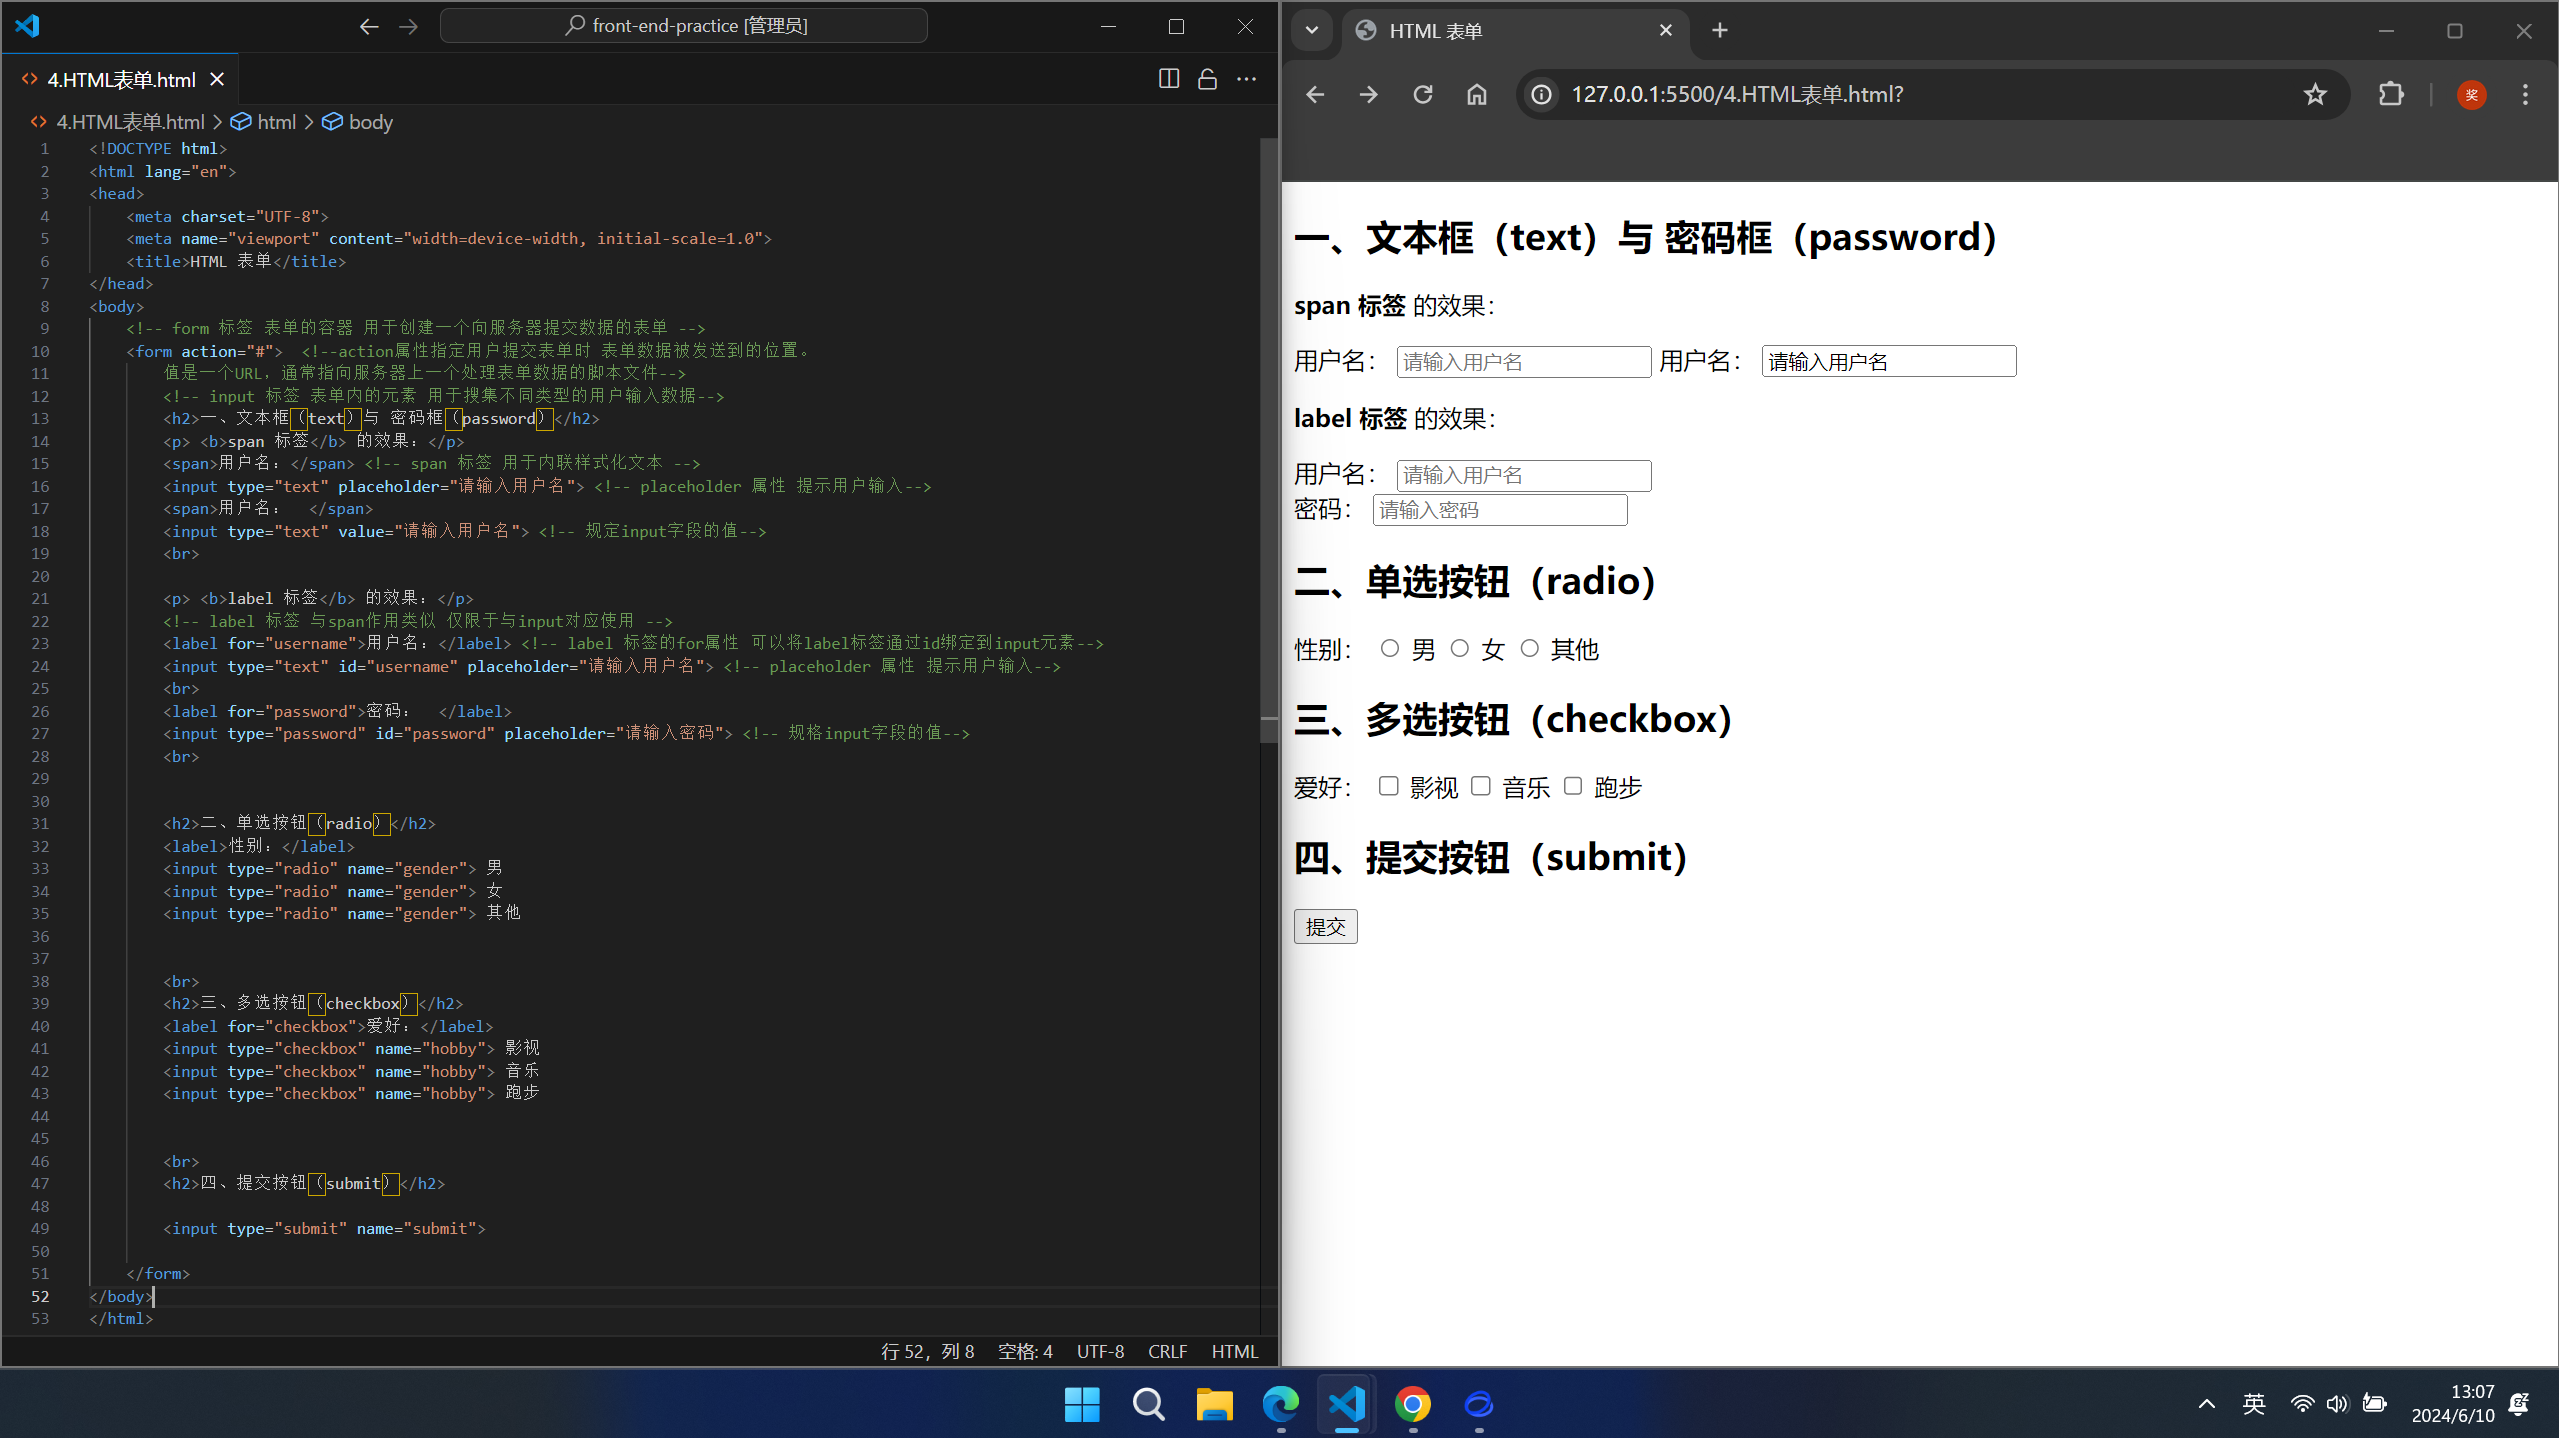 front-end-practice [管理员]
4.HTML表单.html
4.HTML表单.html > html > body
1 <!DOCTYPE html>
2 <html lang="en">
3 <head>
4 <meta charset="UTF-8">
5 <meta name="viewport" content="width=device-width, initial-scale=1.0">
6 <title>HTML 表单</title>
7 </head>
8 <body>
9 <!-- form 标签 表单的容器 用于创建一个向服务器提交数据的表单 -->
10 <form action="#"> <!--action属性指定用户提交表单时 表单数据被发送到的位置。
11 值是一个URL，通常指向服务器上一个处理表单数据的脚本文件-->
12 <!-- input 标签 表单内的元素 用于搜集不同类型的用户输入数据-->
13 <h2>一、文本框（text）与 密码框（password）</h2>
14 <p> <b>span 标签</b> 的效果：</p>
15 <span>用户名：</span> <!-- span 标签 用于内联样式化文本 -->
16 <input type="text" placeholder="请输入用户名"> <!-- placeholder 属性 提示用户输入-->
17 <span>用户名：  </span>
18 <input type="text" value="请输入用户名"> <!-- 规定input字段的值-->
19 <br>
20
21 <p> <b>label 标签</b> 的效果：</p>
22 <!-- label 标签 与span作用类似 仅限于与input对应使用 -->
23 <label for="username">用户名：</label> <!-- label 标签的for属性 可以将label标签通过id绑定到input元素-->
24 <input type="text" id="username" placeholder="请输入用户名"> <!-- placeholder 属性 提示用户输入-->
25 <br>
26 <label for="password">密码：  </label>
27 <input type="password" id="password" placeholder="请输入密码"> <!-- 规格input字段的值-->
28 <br>
29
30
31 <h2>二、单选按钮（radio）</h2>
32 <label>性别：</label>
33 <input type="radio" name="gender"> 男
34 <input type="radio" name="gender"> 女
35 <input type="radio" name="gender"> 其他
36
37
38 <br>
39 <h2>三、多选按钮（checkbox）</h2>
40 <label for="checkbox">爱好：</label>
41 <input type="checkbox" name="hobby"> 影视
42 <input type="checkbox" name="hobby"> 音乐
43 <input type="checkbox" name="hobby"> 跑步
44
45
46 <br>
47 <h2>四、提交按钮（submit）</h2>
48
49 <input type="submit" name="submit">
50
51 </form>
52 </body>
53 </html>
行 52，列 8 空格: 4 UTF-8 CRLF HTML
HTML 表单
127.0.0.1:5500/4.HTML表单.html?
奖
一、文本框（text）与 密码框（password）
span 标签 的效果：
用户名： 请输入用户名 用户名： 请输入用户名
label 标签 的效果：
用户名： 请输入用户名
密码： 请输入密码
二、单选按钮（radio）
性别： 男 女 其他
三、多选按钮（checkbox）
爱好： 影视 音乐 跑步
四、提交按钮（submit）
提交
英
13:07
2024/6/10